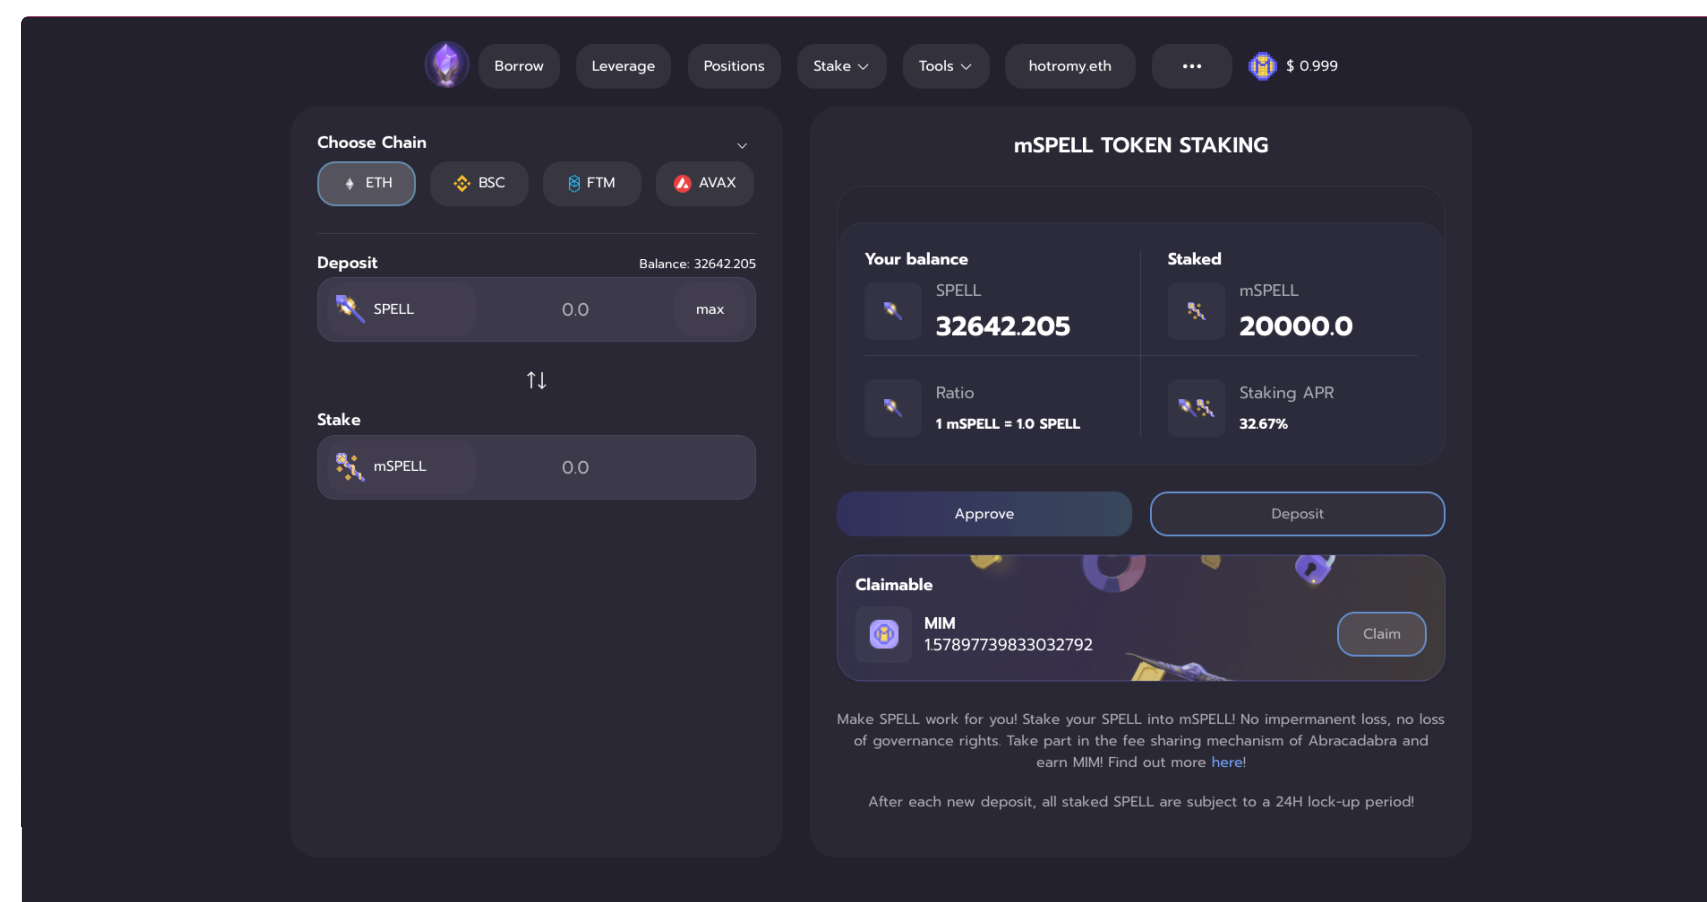 Borrow
Leverage
Positions
Stake
Tools
hotromy.eth
$ 0.999
Choose Chain
ETH
BSC
FTM
AVAX
Deposit
Balance: 32642.205
SPELL
0.0
max
Stake
mSPELL
0.0
mSPELL TOKEN STAKING
Your balance
SPELL
32642.205
Staked
mSPELL
20000.0
Ratio
1 mSPELL = 1.0 SPELL
Staking APR
32.67%
Approve
Deposit
Claimable
MIM
1.57897739833032792
Claim
Make SPELL work for you! Stake your SPELL into mSPELL! No impermanent loss, no loss
of governance rights. Take part in the fee sharing mechanism of Abracadabra and
earn MIM! Find out more here!
After each new deposit, all staked SPELL are subject to a 24H lock-up period!